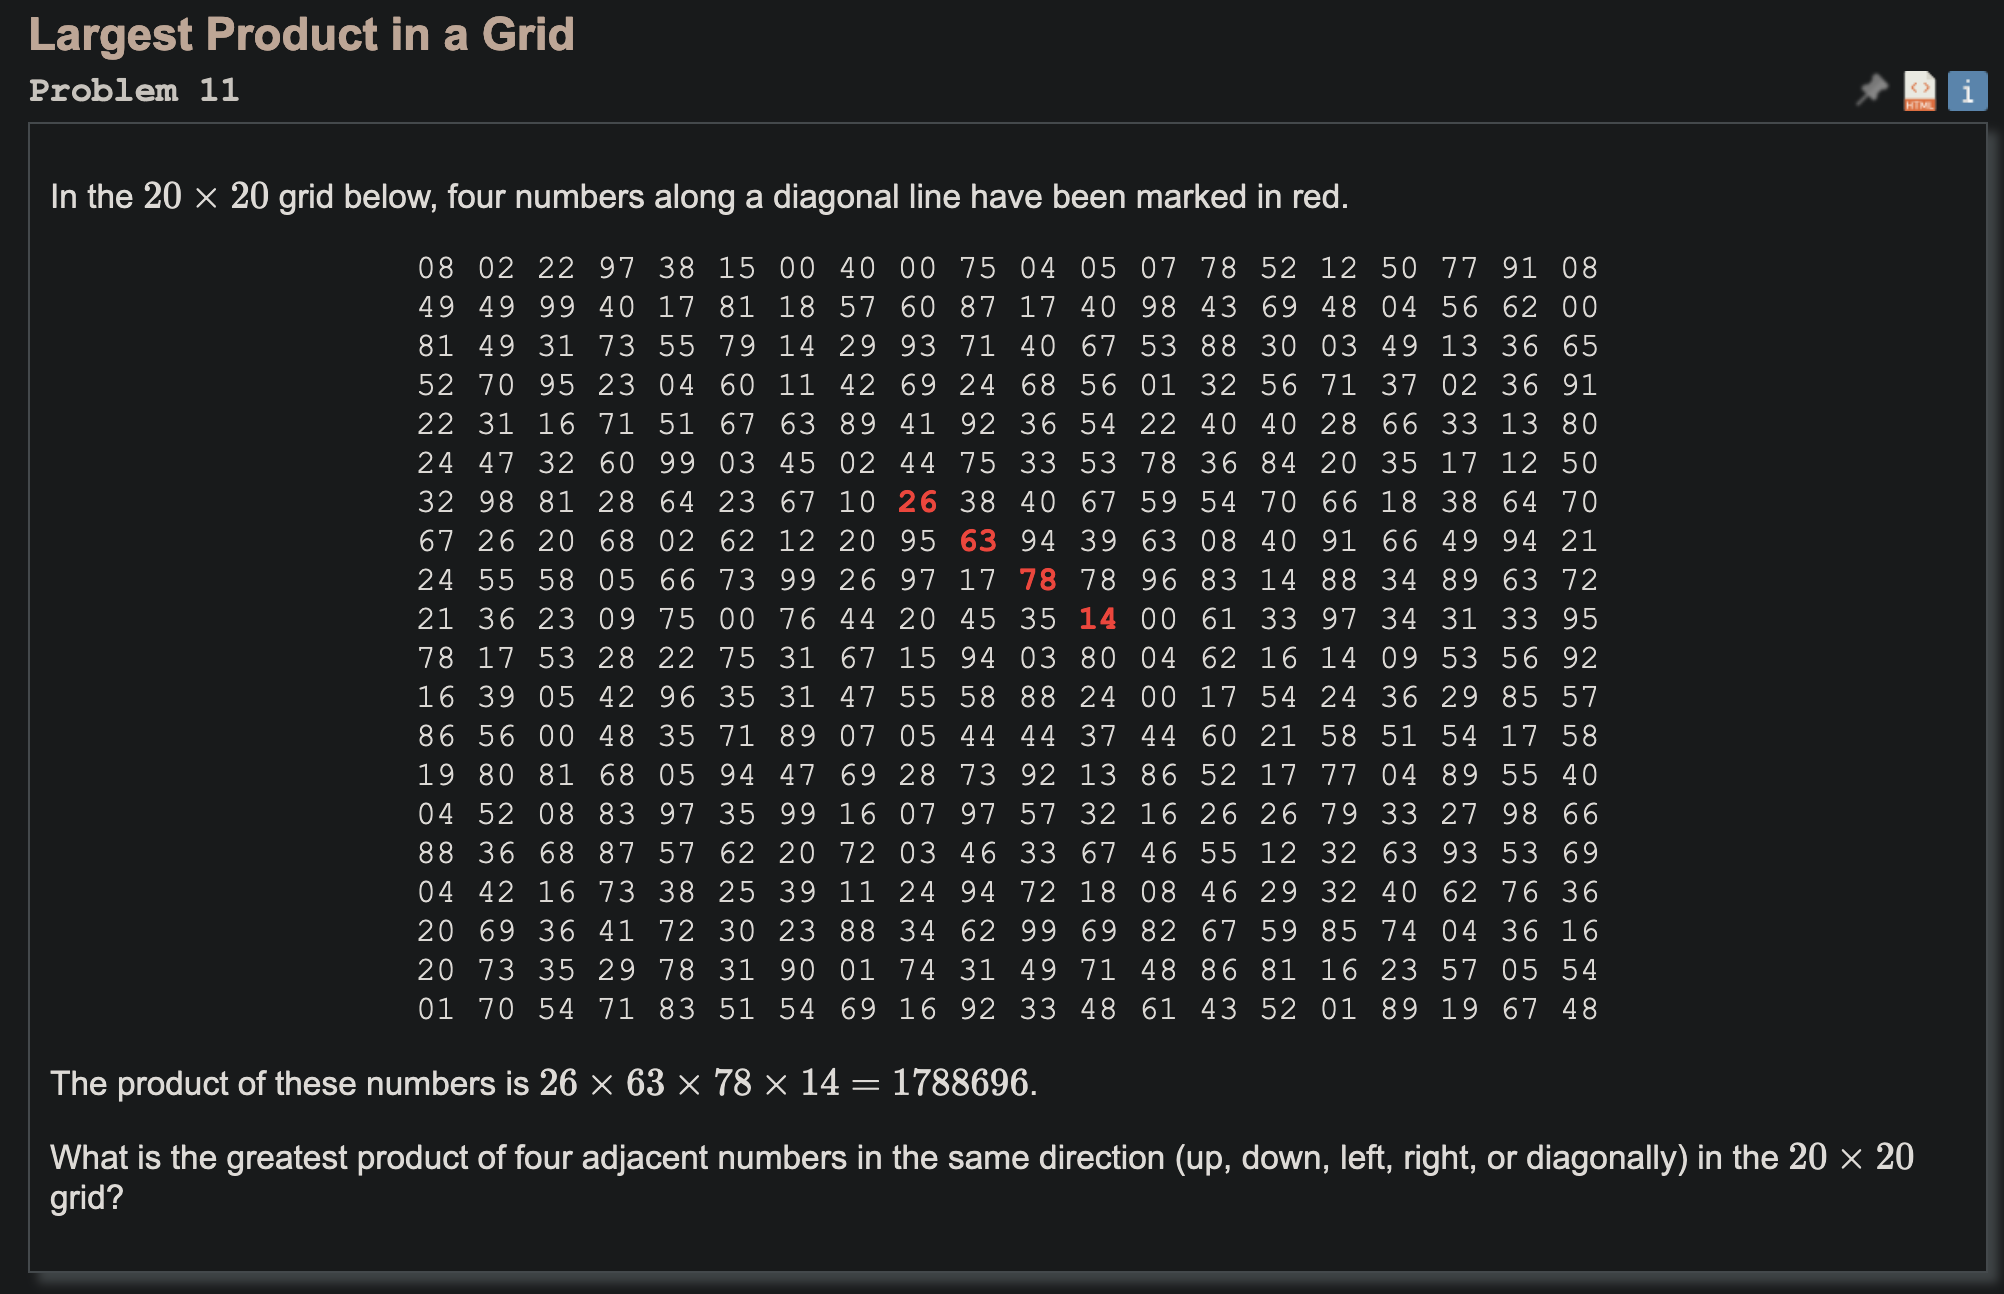 Largest Product in a Grid
Problem 11
HTML
i
In the 20 × 20 grid below, four numbers along a diagonal line have been marked in red.
08 02 22 97 38 15 00 40 00 75 04 05 07 78 52 12 50 77 91 08
49 49 99 40 17 81 18 57 60 87 17 40 98 43 69 48 04 56 62 00
81 49 31 73 55 79 14 29 93 71 40 67 53 88 30 03 49 13 36 65
52 70 95 23 04 60 11 42 69 24 68 56 01 32 56 71 37 02 36 91
22 31 16 71 51 67 63 89 41 92 36 54 22 40 40 28 66 33 13 80
24 47 32 60 99 03 45 02 44 75 33 53 78 36 84 20 35 17 12 50
32 98 81 28 64 23 67 10 26 38 40 67 59 54 70 66 18 38 64 70
67 26 20 68 02 62 12 20 95 63 94 39 63 08 40 91 66 49 94 21
24 55 58 05 66 73 99 26 97 17 78 78 96 83 14 88 34 89 63 72
21 36 23 09 75 00 76 44 20 45 35 14 00 61 33 97 34 31 33 95
78 17 53 28 22 75 31 67 15 94 03 80 04 62 16 14 09 53 56 92
16 39 05 42 96 35 31 47 55 58 88 24 00 17 54 24 36 29 85 57
86 56 00 48 35 71 89 07 05 44 44 37 44 60 21 58 51 54 17 58
19 80 81 68 05 94 47 69 28 73 92 13 86 52 17 77 04 89 55 40
04 52 08 83 97 35 99 16 07 97 57 32 16 26 26 79 33 27 98 66
88 36 68 87 57 62 20 72 03 46 33 67 46 55 12 32 63 93 53 69
04 42 16 73 38 25 39 11 24 94 72 18 08 46 29 32 40 62 76 36
20 69 36 41 72 30 23 88 34 62 99 69 82 67 59 85 74 04 36 16
20 73 35 29 78 31 90 01 74 31 49 71 48 86 81 16 23 57 05 54
01 70 54 71 83 51 54 69 16 92 33 48 61 43 52 01 89 19 67 48
The product of these numbers is 26 × 63 × 78 × 14 = 1788696.
What is the greatest product of four adjacent numbers in the same direction (up, down, left, right, or diagonally) in the 20 × 20
grid?